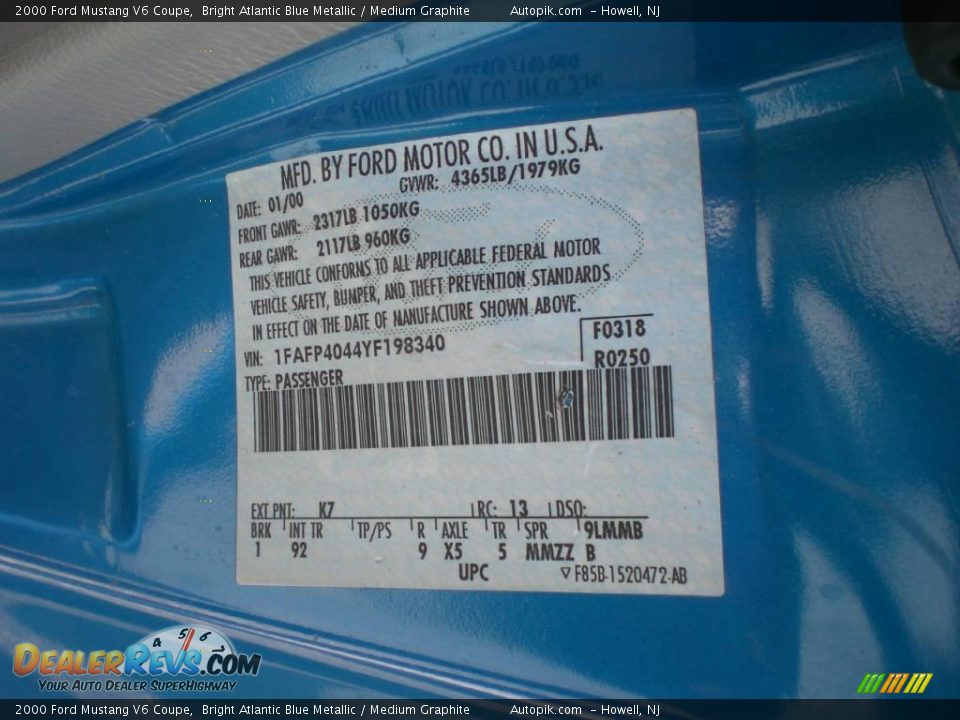 2000 Ford Mustang V6 Coupe,  Bright Atlantic Blue Metallic / Medium Graphite Autopik.com - Howell, NJ
MFD. BY FORD MOTOR CO. IN U.S.A.
DATE: 01/00 GVWR: 4365LB/1979KG
FRONT GAWR: 2317LB 1050KG
REAR GAWR: 2117LB 960KG
THIS VEHICLE CONFORMS TO ALL APPLICABLE FEDERAL MOTOR
VEHICLE SAFETY, BUMPER, AND THEFT PREVENTION STANDARDS
IN EFFECT ON THE DATE OF MANUFACTURE SHOWN ABOVE.
VIN: 1FAFP4044YF198340 F0318
TYPE: PASSENGER R0250
EXT PNT: K7 RC: 13 DSO:
BRK INT TR TP/PS R AXLE TR SPR 9LMMB
1 92 9 X5 5 MMZZ B
UPC ▽F85B-1520472-AB
4 5 6
DEALERREVS.COM
Your Auto Dealer SuperHighway
2000 Ford Mustang V6 Coupe,  Bright Atlantic Blue Metallic / Medium Graphite Autopik.com - Howell, NJ